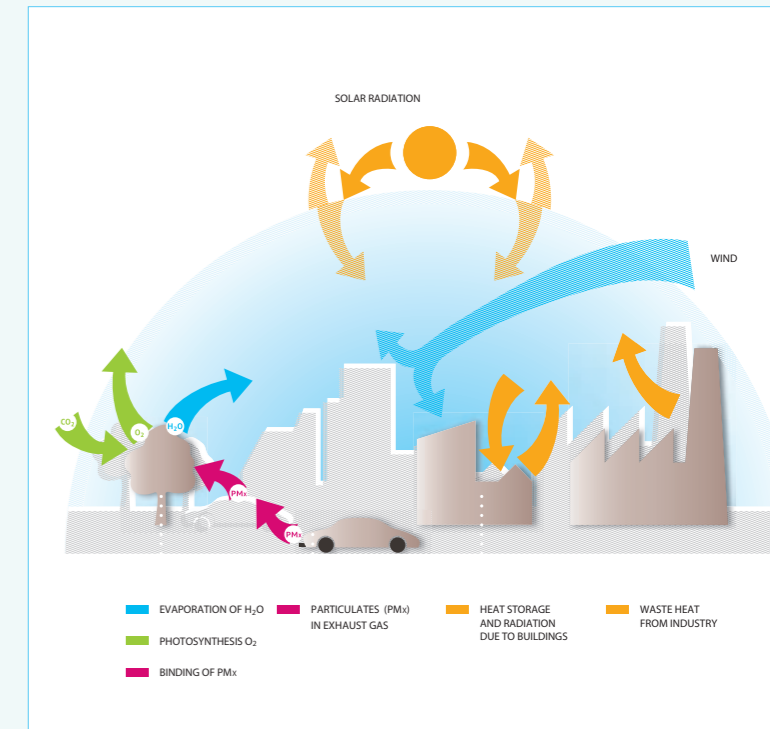 SOLAR RADIATION
WIND
CO₂
O₂
H₂O
PMx
PMx
EVAPORATION OF H₂O
PHOTOSYNTHESIS O₂
BINDING OF PMx
PARTICULATES (PMx)
IN EXHAUST GAS
HEAT STORAGE
AND RADIATION
DUE TO BUILDINGS
WASTE HEAT
FROM INDUSTRY